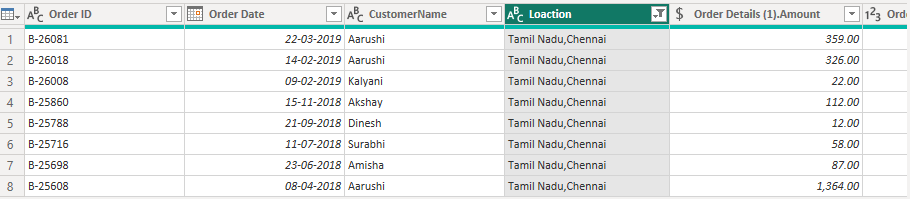 ABC Order ID Order Date ABC CustomerName ABC Loaction $ Order Details (1).Amount 123 Orde
1 B-26081 22-03-2019 Aarushi Tamil Nadu,Chennai 359.00
2 B-26018 14-02-2019 Aarushi Tamil Nadu,Chennai 326.00
3 B-26008 09-02-2019 Kalyani Tamil Nadu,Chennai 22.00
4 B-25860 15-11-2018 Akshay Tamil Nadu,Chennai 112.00
5 B-25788 21-09-2018 Dinesh Tamil Nadu,Chennai 12.00
6 B-25716 11-07-2018 Surabhi Tamil Nadu,Chennai 58.00
7 B-25698 23-06-2018 Amisha Tamil Nadu,Chennai 87.00
8 B-25608 08-04-2018 Aarushi Tamil Nadu,Chennai 1,364.00